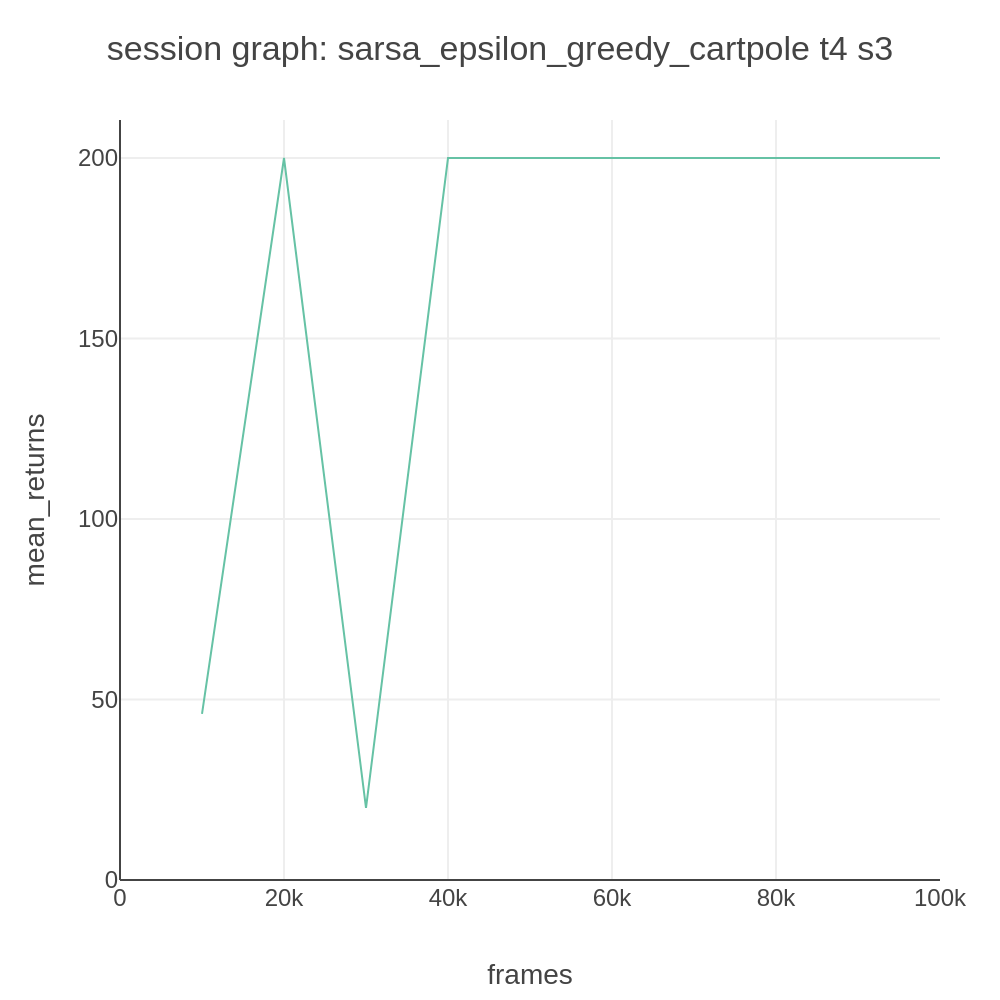 session graph: sarsa_epsilon_greedy_cartpole t4 s3
200
150
100
50
0
mean_returns
0 20k 40k 60k 80k 100k
frames